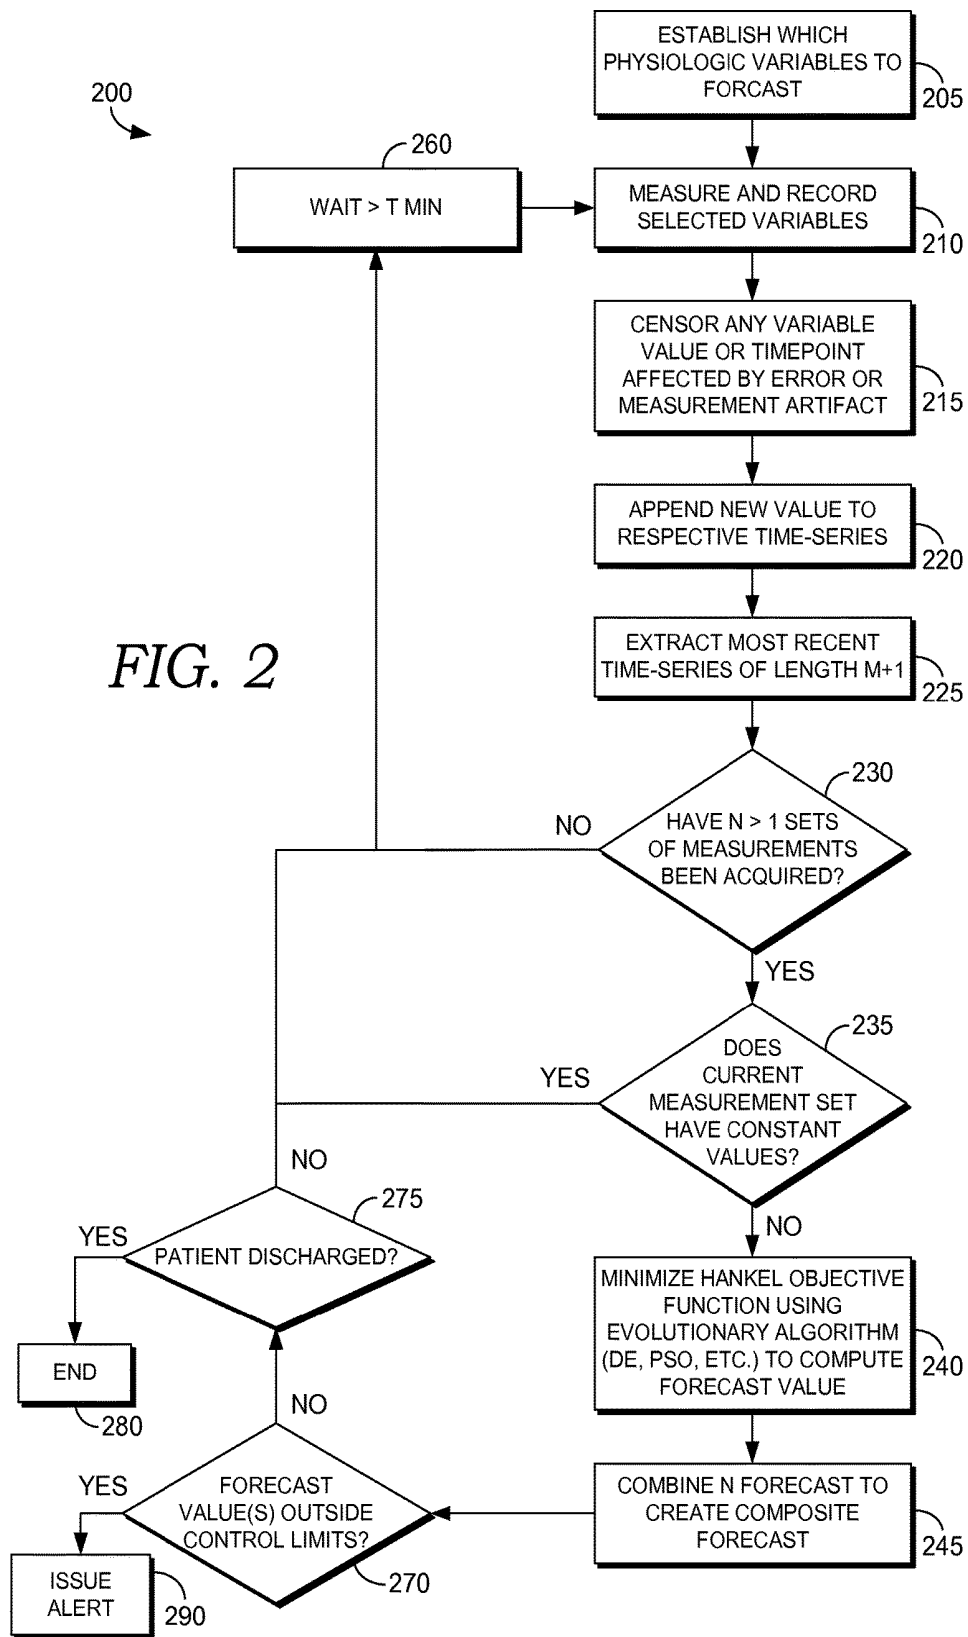 ESTABLISH WHICH
PHYSIOLOGIC VARIABLES TO
FORCAST
205
200
260
WAIT > T MIN
MEASURE AND RECORD
SELECTED VARIABLES
210
CENSOR ANY VARIABLE
VALUE OR TIMEPOINT
AFFECTED BY ERROR OR
MEASUREMENT ARTIFACT
215
APPEND NEW VALUE TO
RESPECTIVE TIME-SERIES
220
FIG. 2
EXTRACT MOST RECENT
TIME-SERIES OF LENGTH M+1
225
230
NO
HAVE N > 1 SETS
OF MEASUREMENTS
BEEN ACQUIRED?
YES
235
YES
DOES
CURRENT
MEASUREMENT SET
HAVE CONSTANT
VALUES?
NO
NO
275
YES
PATIENT DISCHARGED?
END
280
MINIMIZE HANKEL OBJECTIVE
FUNCTION USING
EVOLUTIONARY ALGORITHM
(DE, PSO, ETC.) TO COMPUTE
FORECAST VALUE
240
NO
YES
FORECAST
VALUE(S) OUTSIDE
CONTROL LIMITS?
270
COMBINE N FORECAST TO
CREATE COMPOSITE
FORECAST
245
ISSUE
ALERT
290